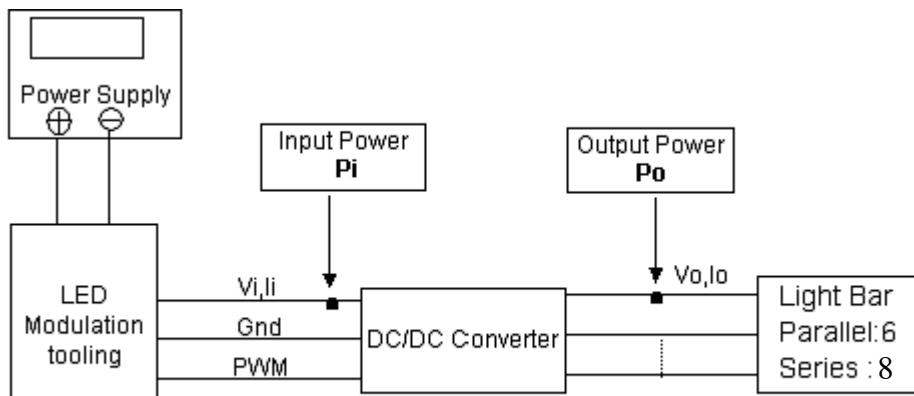 Power Supply
Input Power
Pi
Output Power
Po
LED
Modulation
tooling
Vi,Ii
Gnd
PWM
DC/DC Converter
Vo,Io
Light Bar
Parallel:6
Series :8